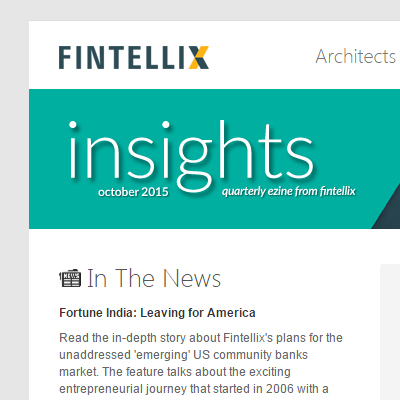 FINTELLIX
Architects
insights
october 2015
quarterly ezine from fintellix
NEWS
In The News
Fortune India: Leaving for America
Read the in-depth story about Fintellix's plans for the
unaddressed 'emerging' US community banks
market. The feature talks about the exciting
entrepreneurial journey that started in 2006 with a